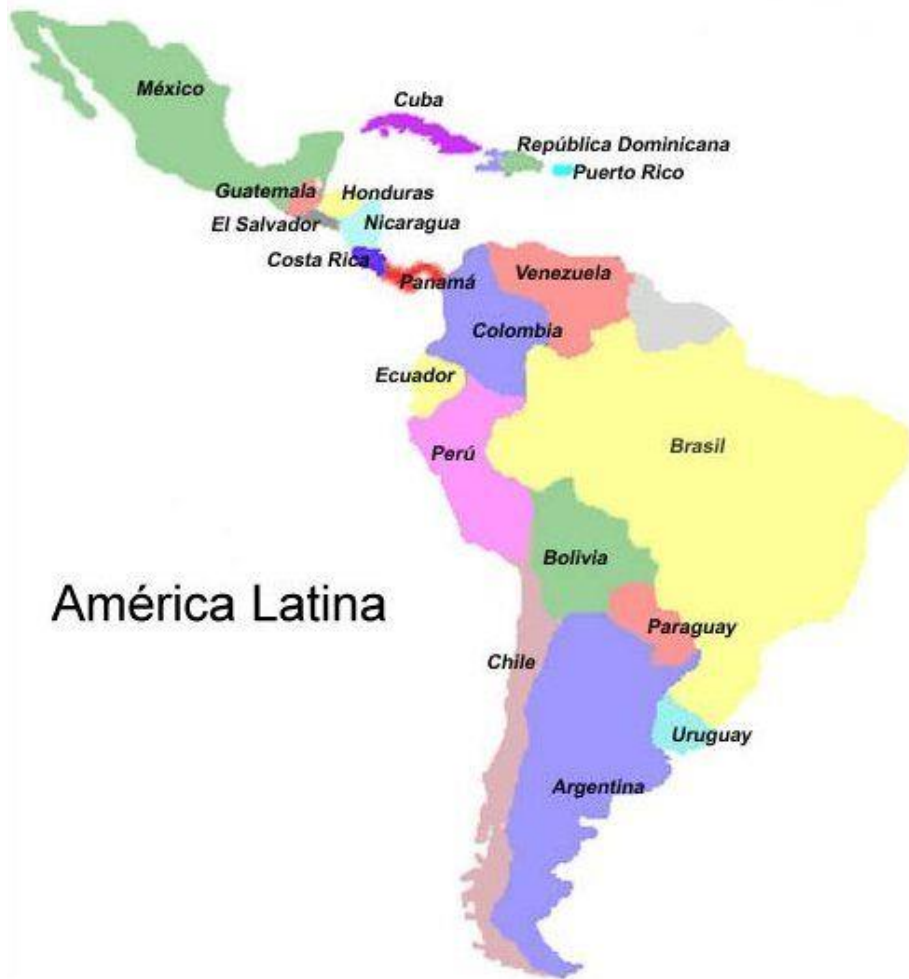 México
Cuba
República Dominicana
Puerto Rico
Guatemala
Honduras
El Salvador
Nicaragua
Costa Rica
Panamá
Venezuela
Colombia
Ecuador
Brasil
Perú
Bolivia
América Latina
Paraguay
Chile
Uruguay
Argentina